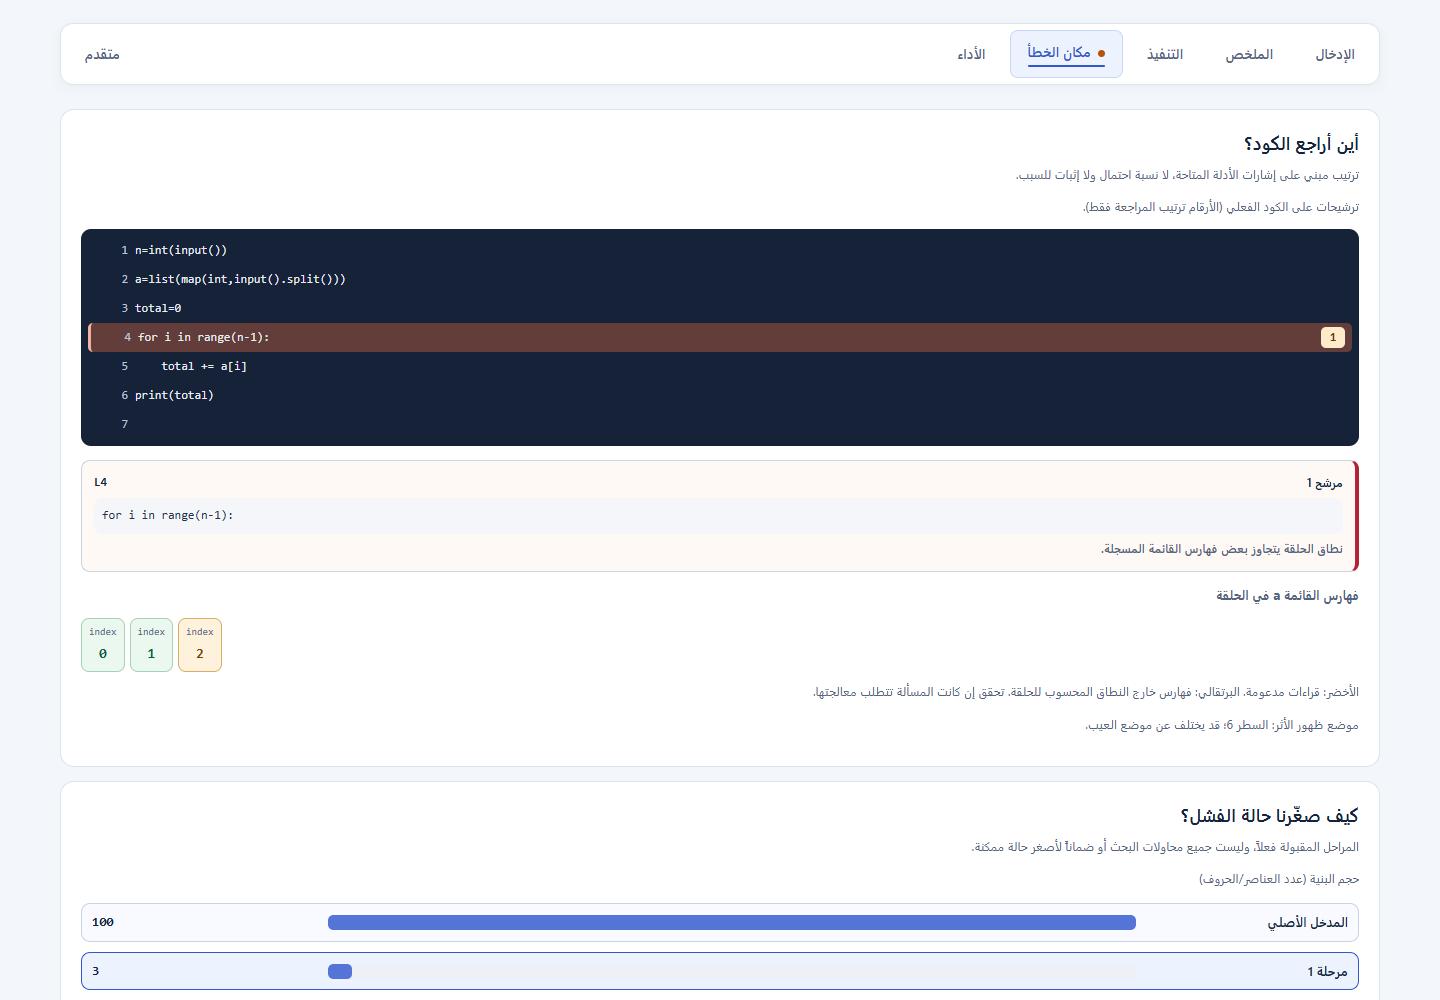 الإدخال
الملخص
التنفيذ
مكان الخطأ
الأداء
متقدم
أين أراجع الكود؟
ترتيب مبني على إشارات الأدلة المتاحة، لا نسبة احتمال ولا إثبات للسبب.
ترشيحات على الكود الفعلي (الأرقام ترتيب المراجعة فقط).
1 n=int(input())
2 a=list(map(int,input().split()))
3 total=0
4 for i in range(n-1): 1
5     total += a[i]
6 print(total)
7
مرشح 1 L4
for i in range(n-1):
نطاق الحلقة يتجاوز بعض فهارس القائمة المسجلة.
فهارس القائمة a في الحلقة
index index index
0 1 2
الأخضر: قراءات مدعومة. البرتقالي: فهارس خارج النطاق المحسوب للحلقة. تحقق إن كانت المسألة تتطلب معالجتها.
موضع ظهور الأثر: السطر 6؛ قد يختلف عن موضع العيب.
كيف صغّرنا حالة الفشل؟
المراحل المقبولة فعلاً، وليست جميع محاولات البحث أو ضماناً لأصغر حالة ممكنة.
حجم البنية (عدد العناصر/الحروف)
المدخل الأصلي 100
مرحلة 1 3